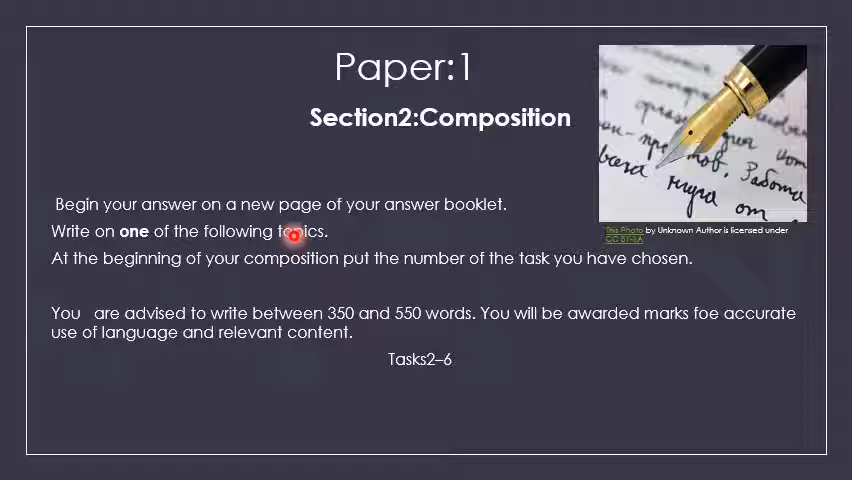 Paper:1
Section2:Composition
Begin your answer on a new page of your answer booklet.
Write on one of the following topics.
At the beginning of your composition put the number of the task you have chosen.
You are advised to write between 350 and 550 words. You will be awarded marks foe accurate
use of language and relevant content.
Tasks2–6
This Photo by Unknown Author is licensed under
CC BY-SA